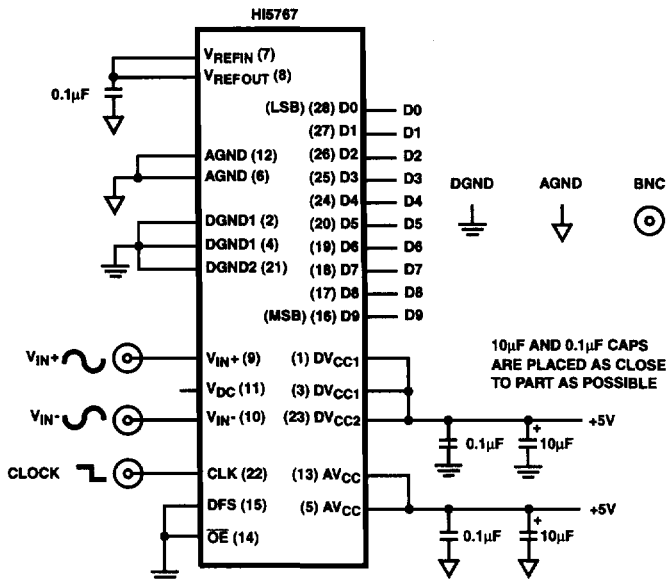 HI5767
VREFIN (7)
VREFOUT (8)
0.1µF
(LSB) (28) D0 D0
(27) D1 D1
AGND (12)
(26) D2 D2
AGND (6)
(25) D3 D3
DGND AGND BNC
(24) D4 D4
DGND1 (2)
(20) D5 D5
DGND1 (4)
(19) D6 D6
DGND2 (21)
(18) D7 D7
(17) D8 D8
(MSB) (16) D9 D9
10µF AND 0.1µF CAPS
ARE PLACED AS CLOSE
TO PART AS POSSIBLE
VIN+ VIN+ (9)
(1) DVCC1
VDC (11)
(3) DVCC1
VIN- VIN- (10)
(23) DVCC2
+5V
0.1µF + 10µF
CLOCK CLK (22)
(13) AVCC
DFS (15)
(5) AVCC
+5V
OE (14)
0.1µF + 10µF